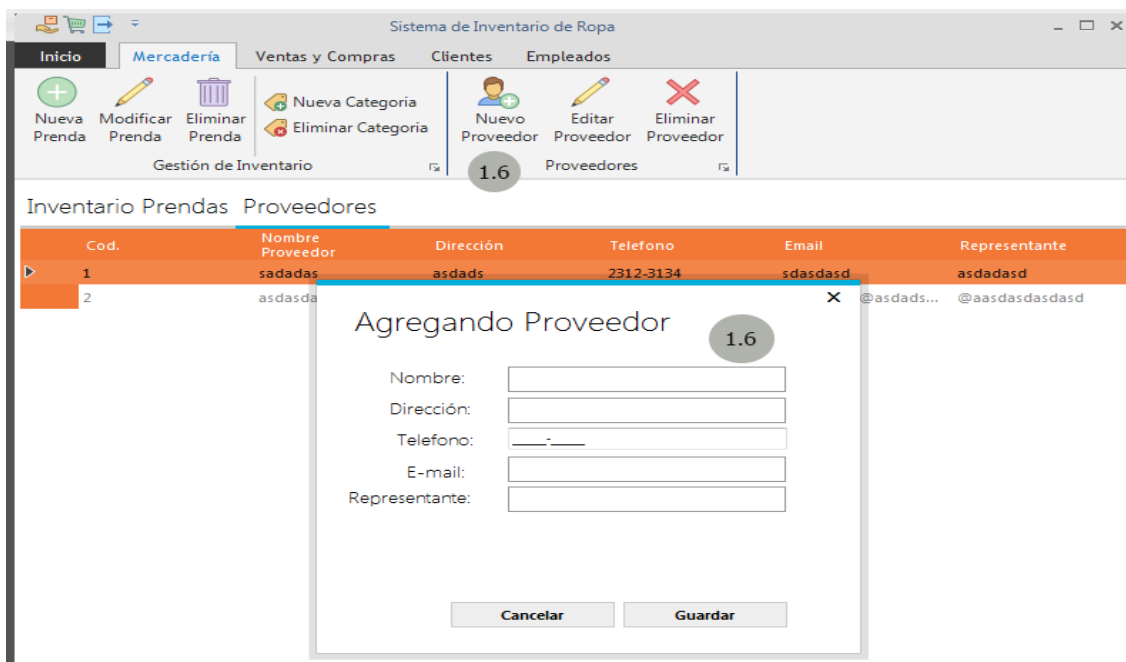 Sistema de Inventario de Ropa
Inicio Mercadería Ventas y Compras Clientes Empleados
Nueva Prenda
Modificar Prenda
Eliminar Prenda
Nueva Categoria
Eliminar Categoria
Gestión de Inventario
Nuevo Proveedor
Editar Proveedor
Eliminar Proveedor
Proveedores
1.6
Inventario Prendas Proveedores
Cod. Nombre Proveedor Dirección Telefono Email Representante
1 sadadas asdads 2312-3134 sdasdasd asdadasd
2 asdasda @asdads... @aasdasdasdasd
Agregando Proveedor
1.6
Nombre:
Dirección:
Telefono: ____-____
E-mail:
Representante:
Cancelar Guardar